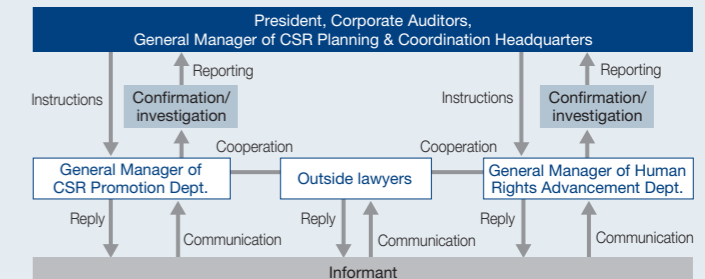 President, Corporate Auditors,
General Manager of CSR Planning & Coordination Headquarters
Reporting
Reporting
Instructions
Confirmation/
investigation
Instructions
Confirmation/
investigation
Cooperation
Cooperation
General Manager of
CSR Promotion Dept.
Outside lawyers
General Manager of Human
Rights Advancement Dept.
Reply
Communication
Reply
Communication
Reply
Communication
Informant